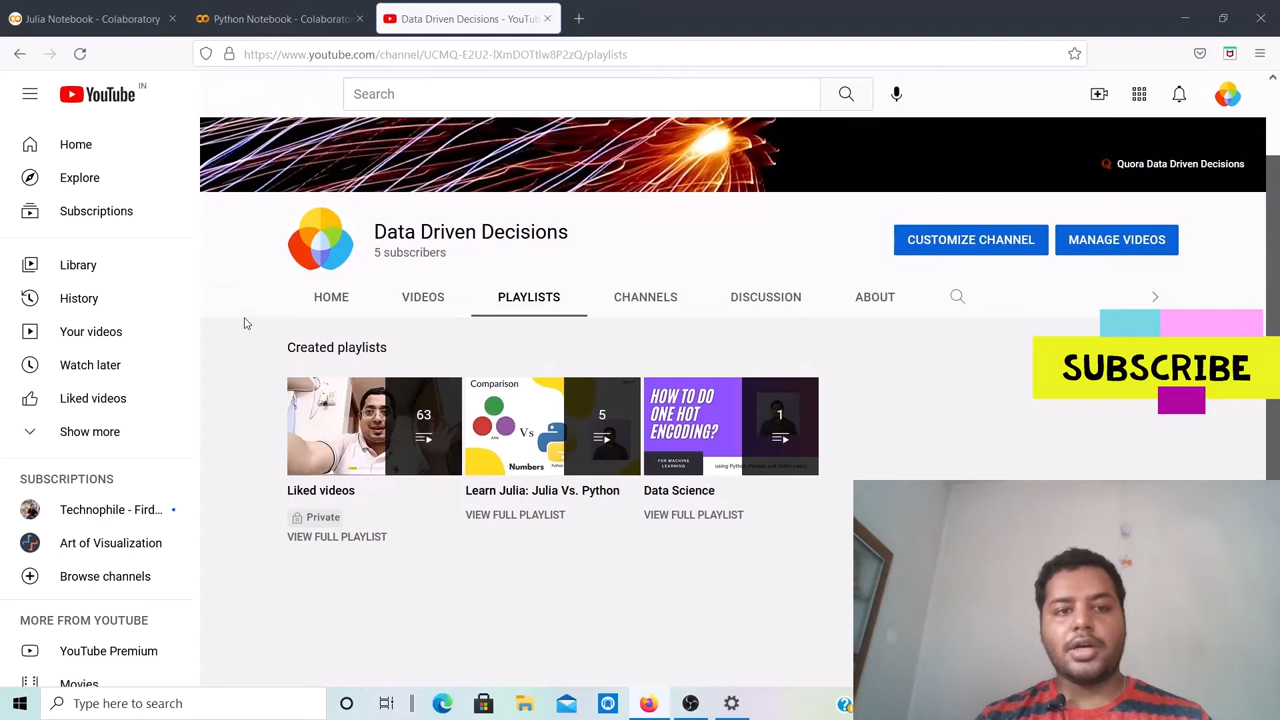 Julia Notebook - Colaboratory
Python Notebook - Colaborato
Data Driven Decisions - YouTub
https://www.youtube.com/channel/UCMQ-E2U2-lXmDOTtlw8P2zQ/playlists
YouTube IN
Search
Home
Explore
Subscriptions
Library
History
Your videos
Watch later
Liked videos
Show more
SUBSCRIPTIONS
Technophile - Fird...
Art of Visualization
Browse channels
MORE FROM YOUTUBE
YouTube Premium
Movies
Quora Data Driven Decisions
Data Driven Decisions
5 subscribers
CUSTOMIZE CHANNEL
MANAGE VIDEOS
HOME
VIDEOS
PLAYLISTS
CHANNELS
DISCUSSION
ABOUT
SUBSCRIBE
Created playlists
63
Liked videos
Private
VIEW FULL PLAYLIST
Comparison
Vs
Numbers
5
Learn Julia: Julia Vs. Python
VIEW FULL PLAYLIST
HOW TO DO
ONE HOT
ENCODING?
FOR MACHINE
LEARNING
1
Data Science
VIEW FULL PLAYLIST
Type here to search